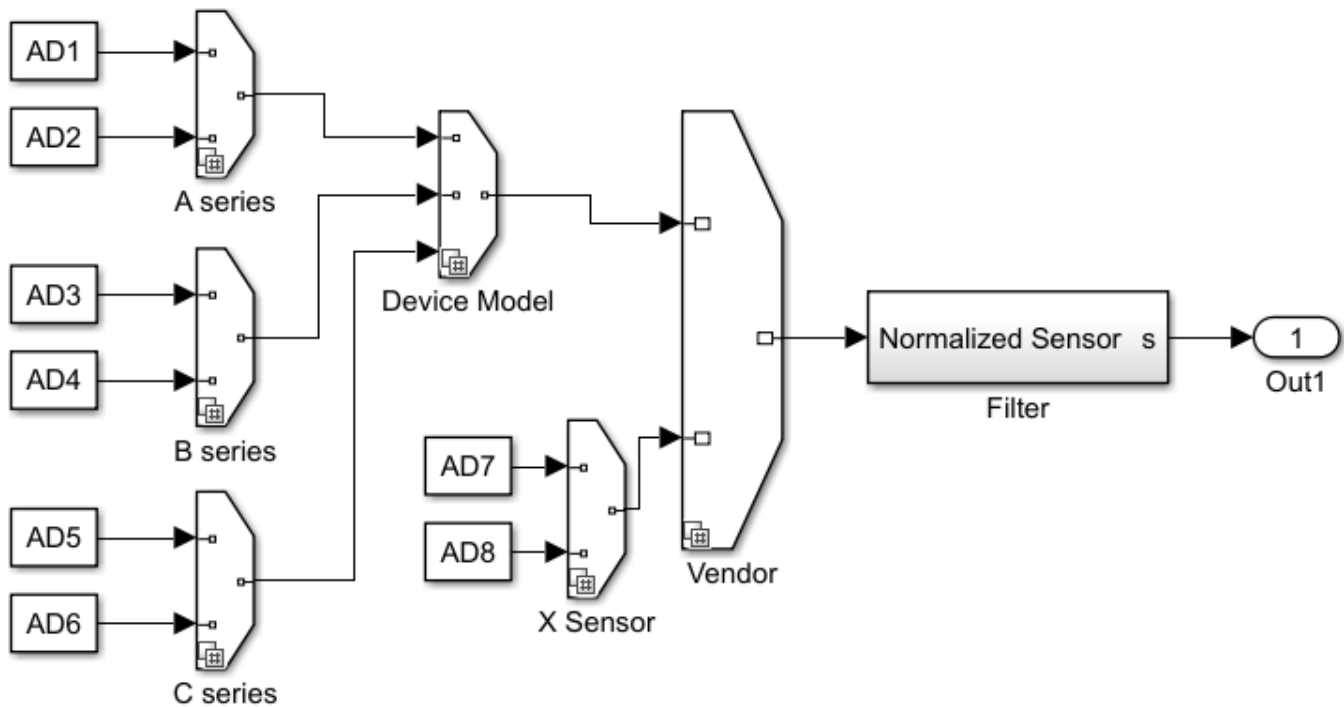 AD1
AD2
A series
AD3
AD4
B series
AD5
AD6
C series
Device Model
AD7
AD8
X Sensor
Vendor
Normalized Sensor s
Filter
1
Out1